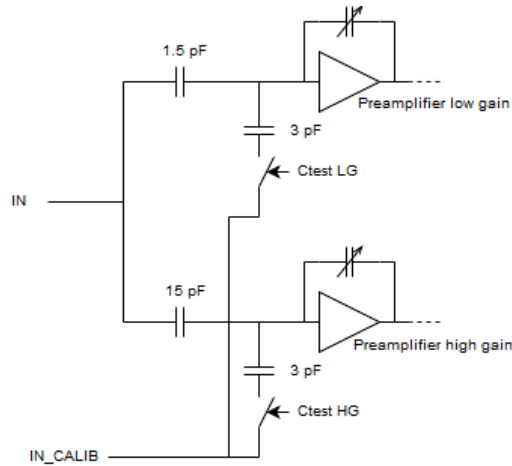 1.5 pF
Preamplifier low gain
3 pF
Ctest LG
IN
15 pF
Preamplifier high gain
3 pF
Ctest HG
IN_CALIB